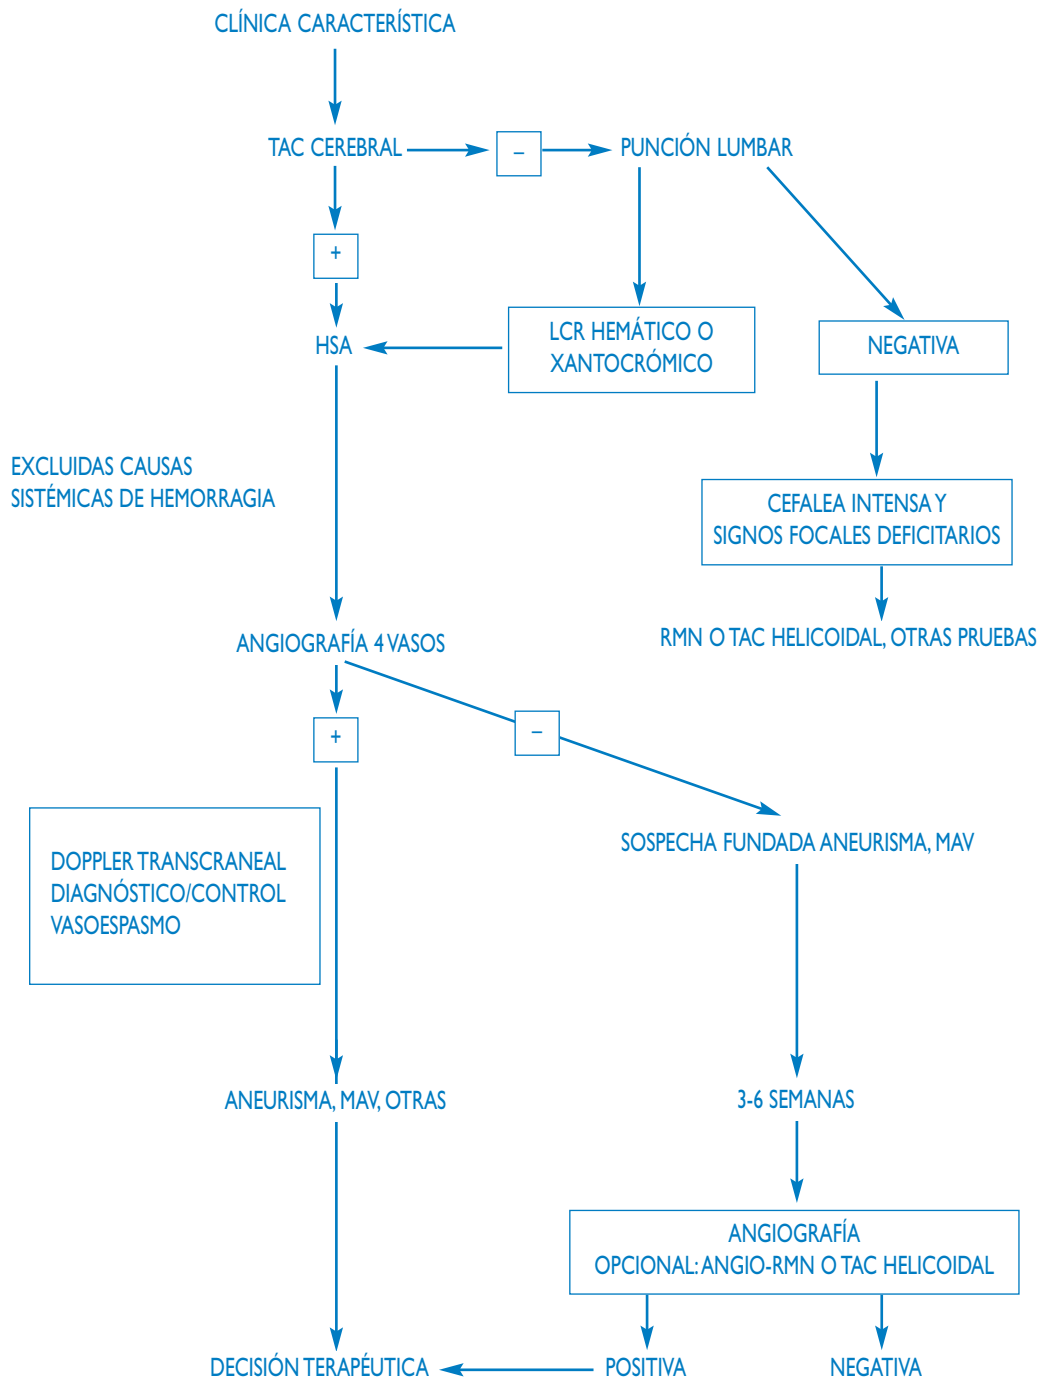 CLÍNICA CARACTERÍSTICA
TAC CEREBRAL
–
PUNCIÓN LUMBAR
+
HSA
LCR HEMÁTICO O
XANTOCRÓMICO
NEGATIVA
EXCLUIDAS CAUSAS
SISTÉMICAS DE HEMORRAGIA
CEFALEA INTENSA Y
SIGNOS FOCALES DEFICITARIOS
ANGIOGRAFÍA 4 VASOS
RMN O TAC HELICOIDAL, OTRAS PRUEBAS
+
–
DOPPLER TRANSCRANEAL
DIAGNÓSTICO/CONTROL
VASOESPASMO
SOSPECHA FUNDADA ANEURISMA, MAV
ANEURISMA, MAV, OTRAS
3-6 SEMANAS
ANGIOGRAFÍA
OPCIONAL: ANGIO-RMN O TAC HELICOIDAL
DECISIÓN TERAPÉUTICA
POSITIVA
NEGATIVA